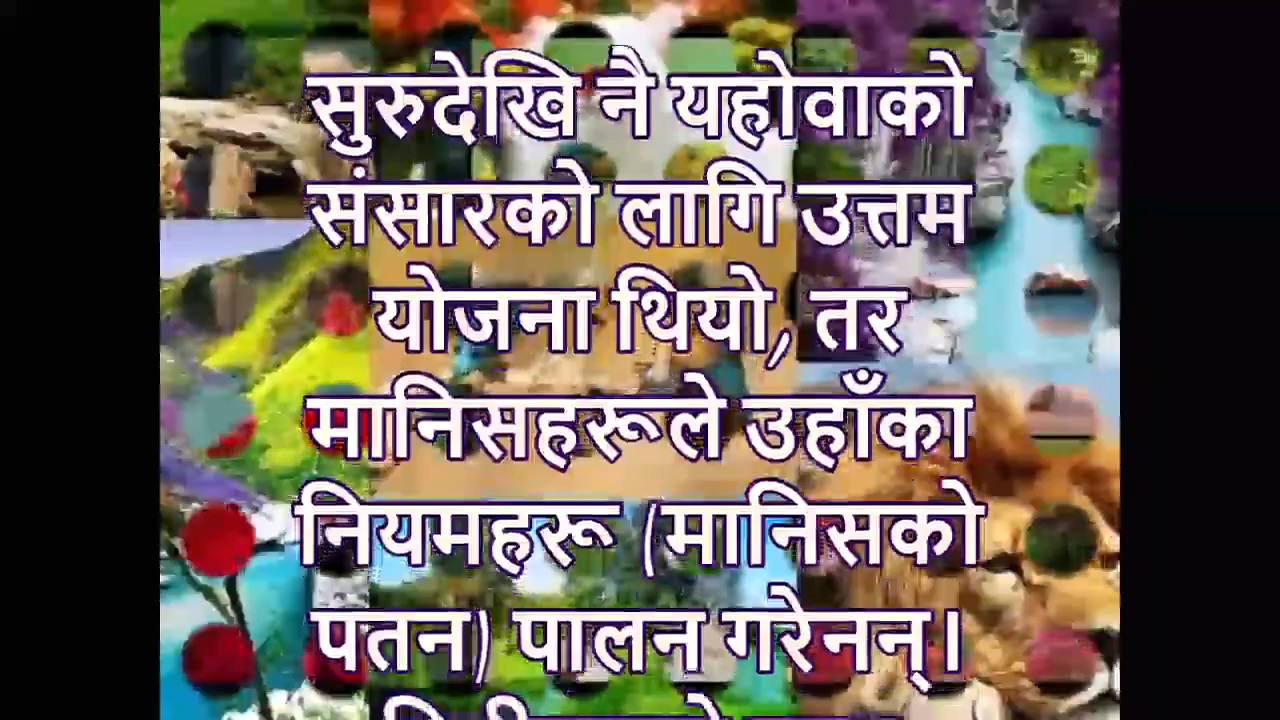 सुरुदेखि नै यहोवाको
संसारको लागि उत्तम
योजना थियो, तर
मानिसहरूले उहाँका
नियमहरू (मानिसको
पतन) पालन गरेनन्।